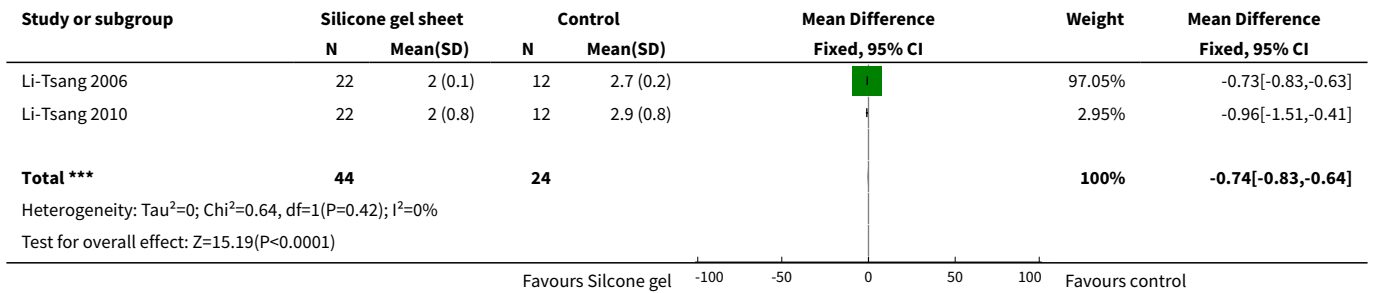 Study or subgroup Silicone gel sheet Control Mean Difference Weight Mean Difference
N Mean(SD) N Mean(SD) Fixed, 95% CI Fixed, 95% CI
Li-Tsang 2006 22 2 (0.1) 12 2.7 (0.2) 97.05% -0.73[-0.83,-0.63]
Li-Tsang 2010 22 2 (0.8) 12 2.9 (0.8) 2.95% -0.96[-1.51,-0.41]
Total *** 44 24 100% -0.74[-0.83,-0.64]
Heterogeneity: Tau²=0; Chi²=0.64, df=1(P=0.42); I²=0%
Test for overall effect: Z=15.19(P<0.0001)
Favours Silcone gel -100 -50 0 50 100 Favours control